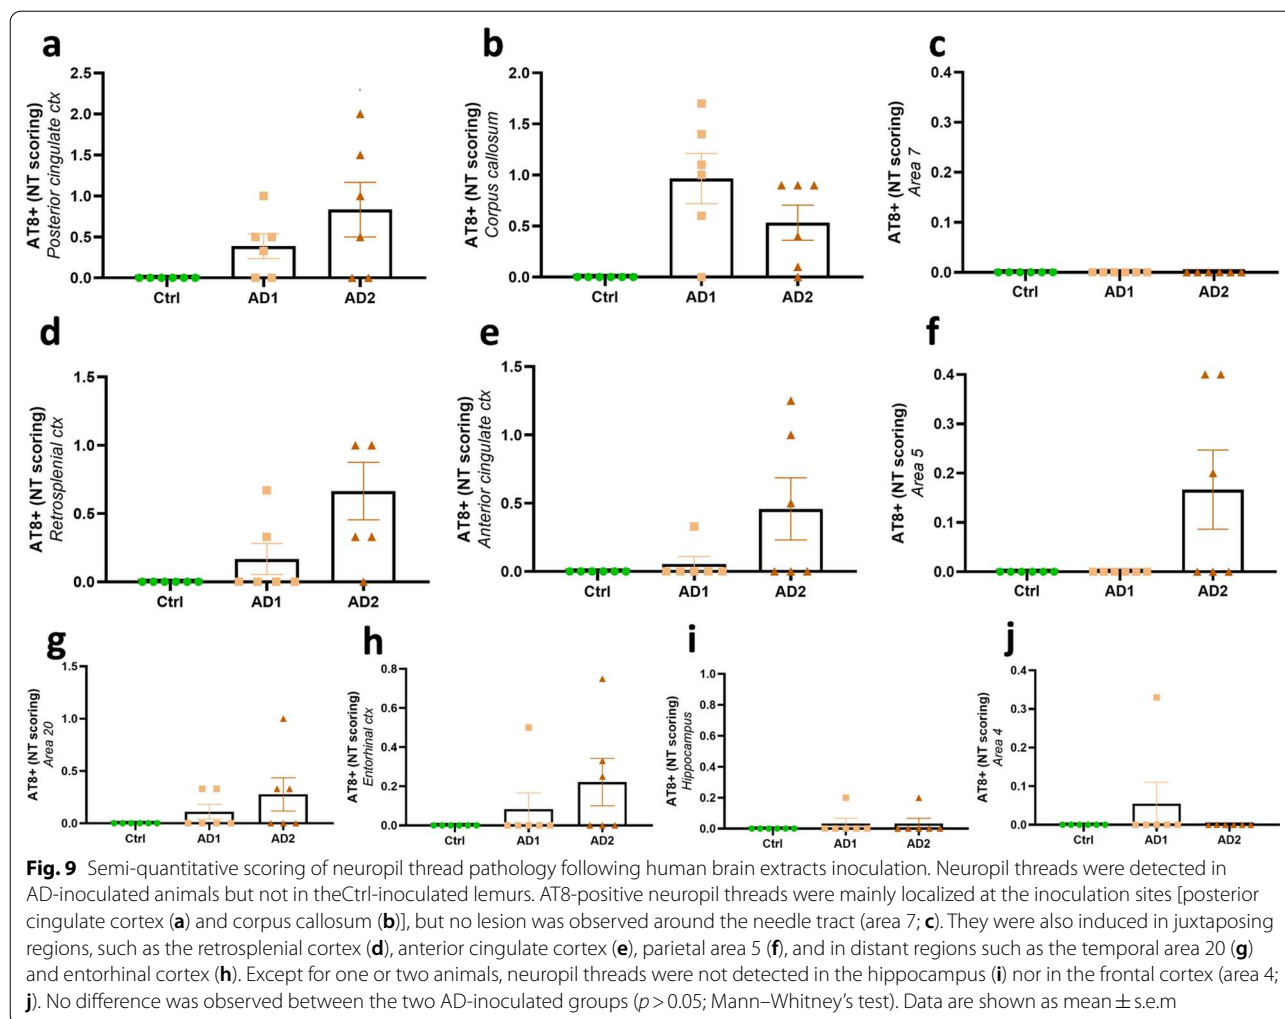 a
b
c
AT8+ (NT scoring)
Posterior cingulate ctx
2.5
2.0
1.5
1.0
0.5
0.0
Ctrl AD1 AD2
AT8+ (NT scoring)
Corpus callosum
2.0
1.5
1.0
0.5
0.0
Ctrl AD1 AD2
AT8+ (NT scoring)
Area 7
0.4
0.3
0.2
0.1
0.0
Ctrl AD1 AD2
d
e
f
AT8+ (NT scoring)
Retrosplenial ctx
1.5
1.0
0.5
0.0
Ctrl AD1 AD2
AT8+ (NT scoring)
Anterior cingulate ctx
1.5
1.0
0.5
0.0
Ctrl AD1 AD2
AT8+ (NT scoring)
Area 5
0.4
0.3
0.2
0.1
0.0
Ctrl AD1 AD2
g
h
i
j
AT8+ (NT scoring)
Area 20
1.5
1.0
0.5
0.0
Ctrl AD1 AD2
AT8+ (NT scoring)
Entorhinal ctx
0.8
0.6
0.4
0.2
0.0
Ctrl AD1 AD2
AT8+ (NT scoring)
Hippocampus
1.0
0.8
0.6
0.4
0.2
0.0
Ctrl AD1 AD2
AT8+ (NT scoring)
Area 4
0.4
0.3
0.2
0.1
0.0
Ctrl AD1 AD2
Fig. 9 Semi-quantitative scoring of neuropil thread pathology following human brain extracts inoculation. Neuropil threads were detected in
AD-inoculated animals but not in theCtrl-inoculated lemurs. AT8-positive neuropil threads were mainly localized at the inoculation sites [posterior
cingulate cortex (a) and corpus callosum (b)], but no lesion was observed around the needle tract (area 7; c). They were also induced in juxtaposing
regions, such as the retrosplenial cortex (d), anterior cingulate cortex (e), parietal area 5 (f), and in distant regions such as the temporal area 20 (g)
and entorhinal cortex (h). Except for one or two animals, neuropil threads were not detected in the hippocampus (i) nor in the frontal cortex (area 4;
j). No difference was observed between the two AD-inoculated groups (p > 0.05; Mann–Whitney's test). Data are shown as mean ± s.e.m